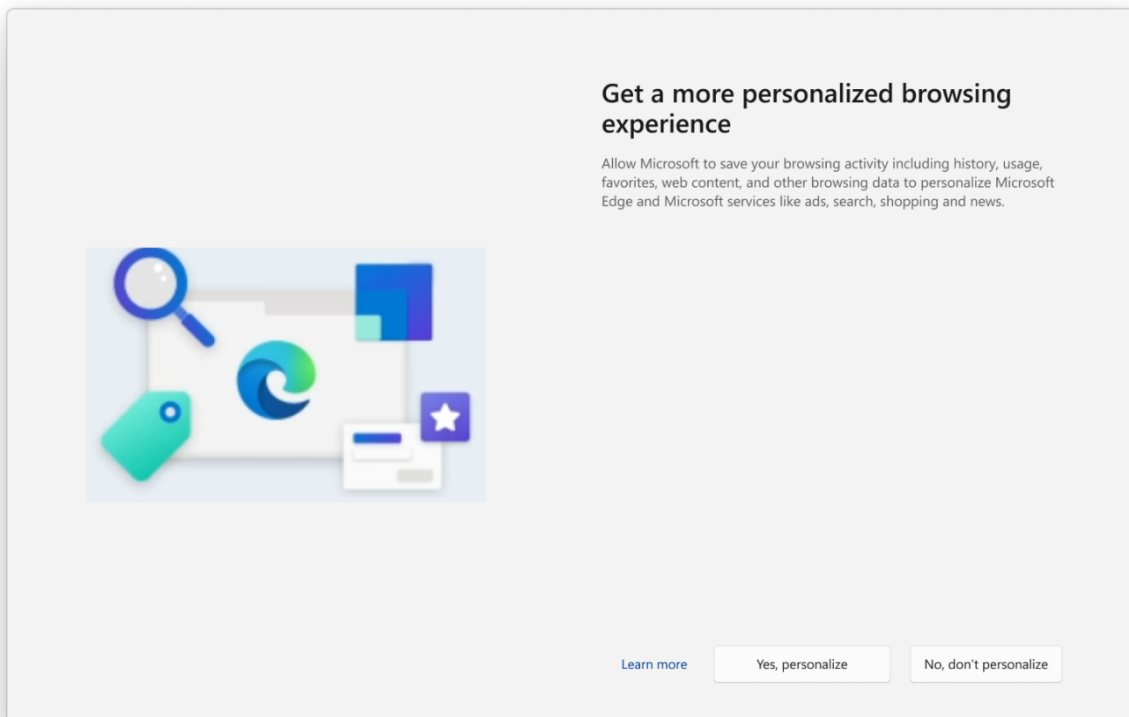 Get a more personalized browsing
experience
Allow Microsoft to save your browsing activity including history, usage,
favorites, web content, and other browsing data to personalize Microsoft
Edge and Microsoft services like ads, search, shopping and news.
Learn more
Yes, personalize
No, don't personalize